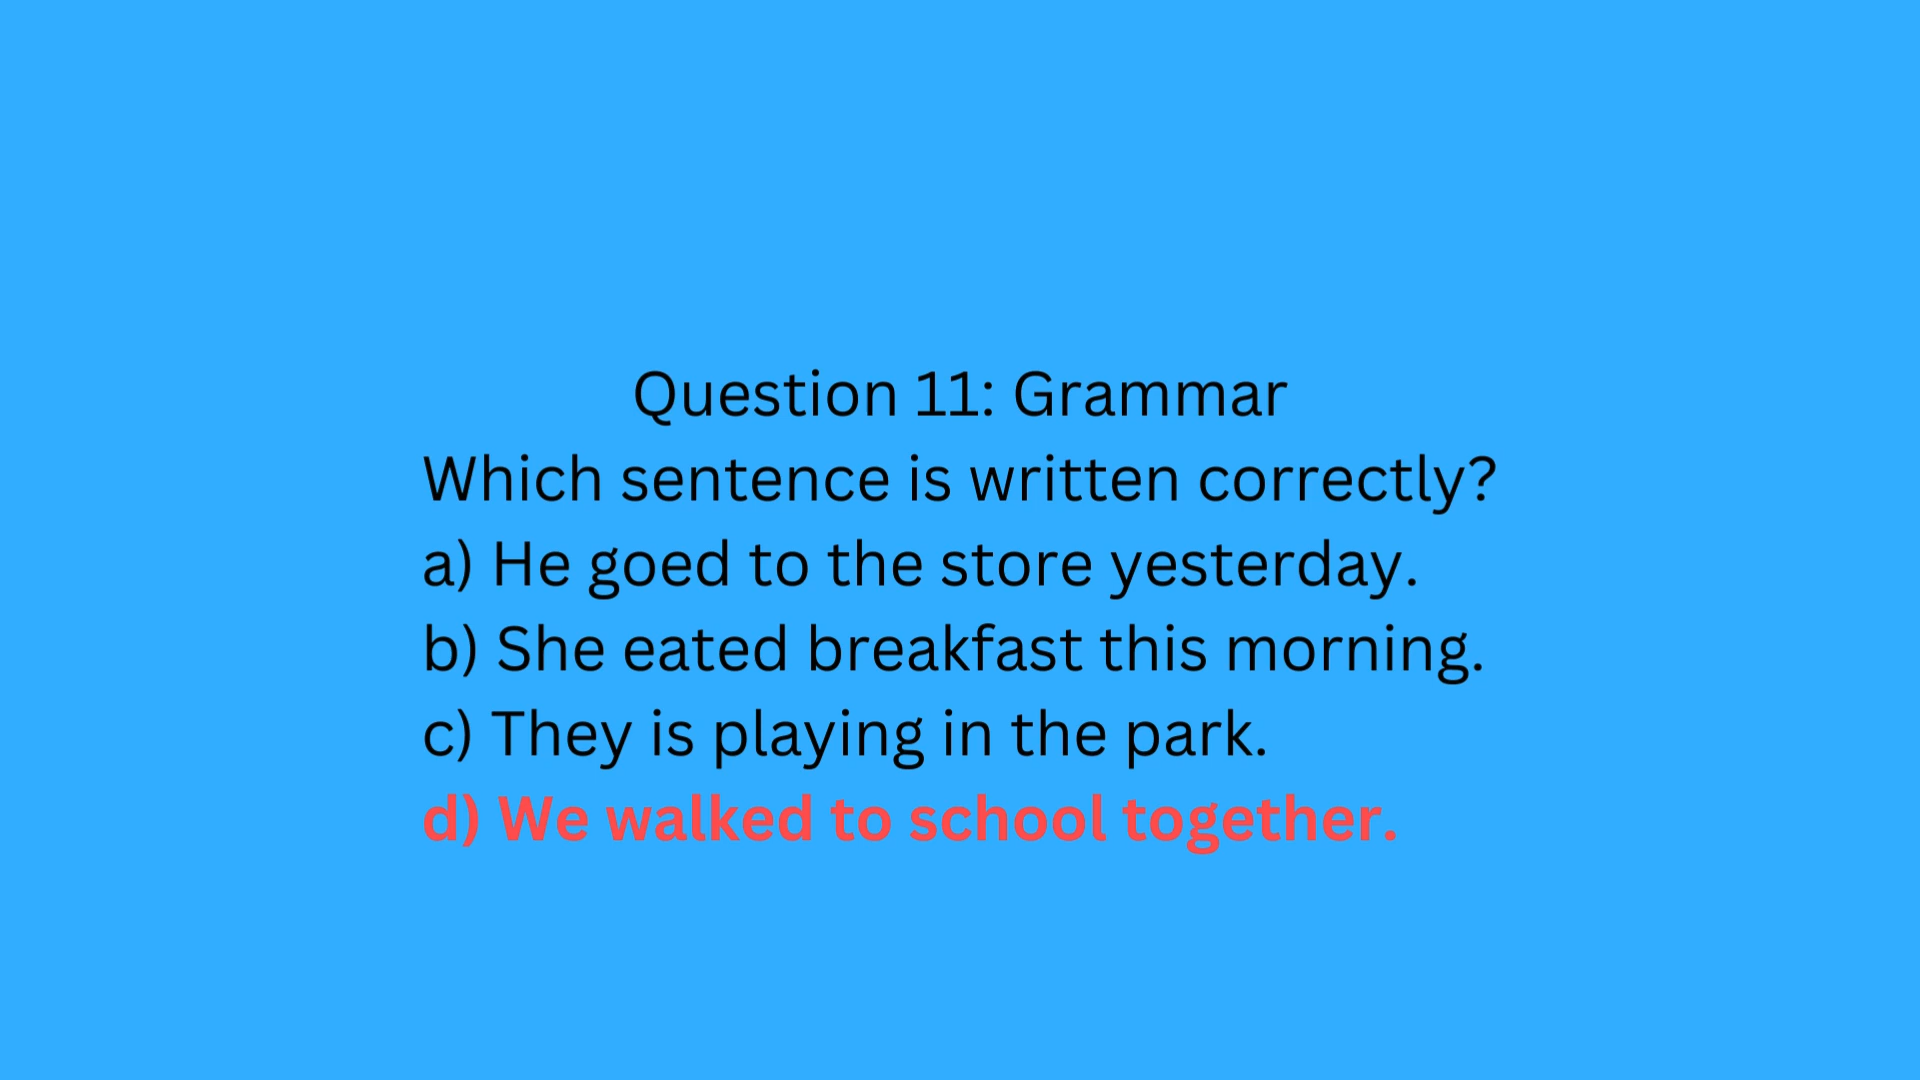 Question 11: Grammar
Which sentence is written correctly?
a) He goed to the store yesterday.
b) She eated breakfast this morning.
c) They is playing in the park.
d) We walked to school together.